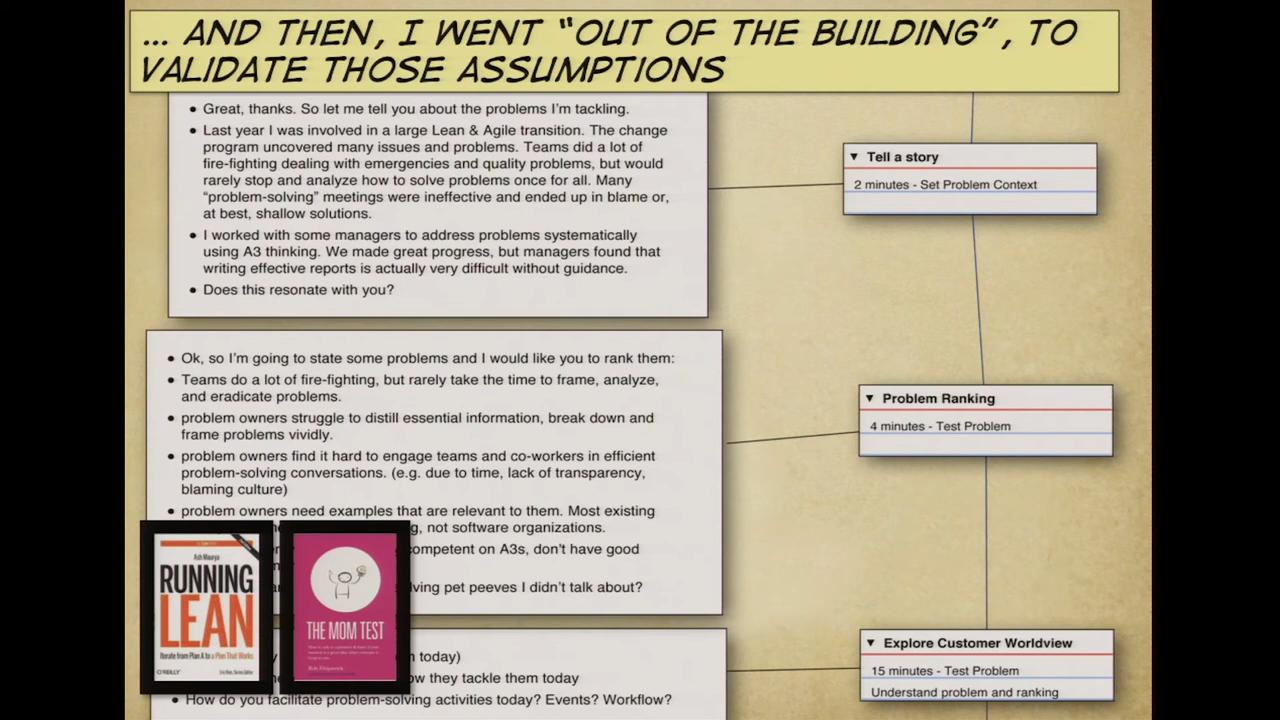 ... AND THEN, I WENT “OUT OF THE BUILDING”, TO
VALIDATE THOSE ASSUMPTIONS
• Great, thanks. So let me tell you about the problems I’m tackling.
• Last year I was involved in a large Lean & Agile transition. The change
program uncovered many issues and problems. Teams did a lot of
fire-fighting dealing with emergencies and quality problems, but would
rarely stop and analyze how to solve problems once for all. Many
“problem-solving” meetings were ineffective and ended up in blame or,
at best, shallow solutions.
• I worked with some managers to address problems systematically
using A3 thinking. We made great progress, but managers found that
writing effective reports is actually very difficult without guidance.
• Does this resonate with you?
▼ Tell a story
2 minutes - Set Problem Context
• Ok, so I’m going to state some problems and I would like you to rank them:
• Teams do a lot of fire-fighting, but rarely take the time to frame, analyze,
and eradicate problems.
• problem owners struggle to distill essential information, break down and
frame problems vividly.
• problem owners find it hard to engage teams and co-workers in efficient
problem-solving conversations. (e.g. due to time, lack of transparency,
blaming culture)
• problem owners need examples that are relevant to them. Most existing
, not software organizations.
competent on A3s, don’t have good
pet peeves I didn’t talk about?
▼ Problem Ranking
4 minutes - Test Problem
Ash Maurya
RUNNING
LEAN
Iterate from Plan A to a Plan That Works
O'REILLY
THE MOM TEST
Rob Fitzpatrick
today)
they tackle them today
• How do you facilitate problem-solving activities today? Events? Workflow?
▼ Explore Customer Worldview
15 minutes - Test Problem
Understand problem and ranking